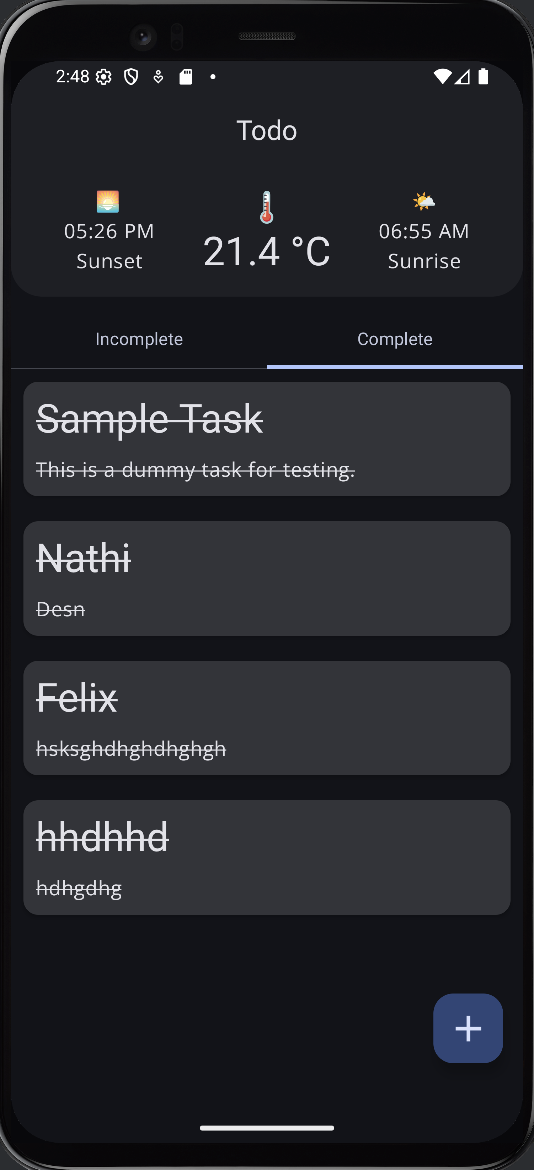 2:48
Todo
05:26 PM
Sunset
21.4 °C
06:55 AM
Sunrise
Incomplete
Complete
Sample Task
This is a dummy task for testing.
Nathi
Desn
Felix
hsksghdhghdhghgh
hhdhhd
hdhgdhg